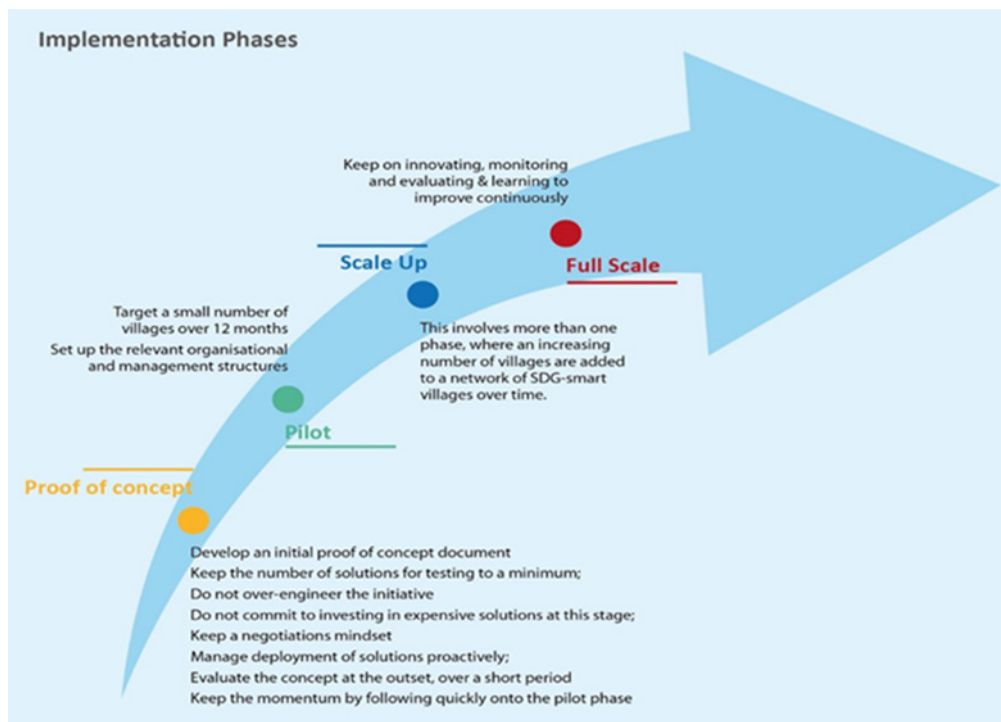 Implementation Phases
Keep on innovating, monitoring
and evaluating & learning to
improve continuously
Scale Up
Full Scale
Target a small number of
villages over 12 months
Set up the relevant organisational
and management structures
This involves more than one
phase, where an increasing
number of villages are added
to a network of SDG-smart
villages over time.
Pilot
Proof of concept
Develop an initial proof of concept document
Keep the number of solutions for testing to a minimum;
Do not over-engineer the initiative
Do not commit to investing in expensive solutions at this stage;
Keep a negotiations mindset
Manage deployment of solutions proactively;
Evaluate the concept at the outset, over a short period
Keep the momentum by following quickly onto the pilot phase